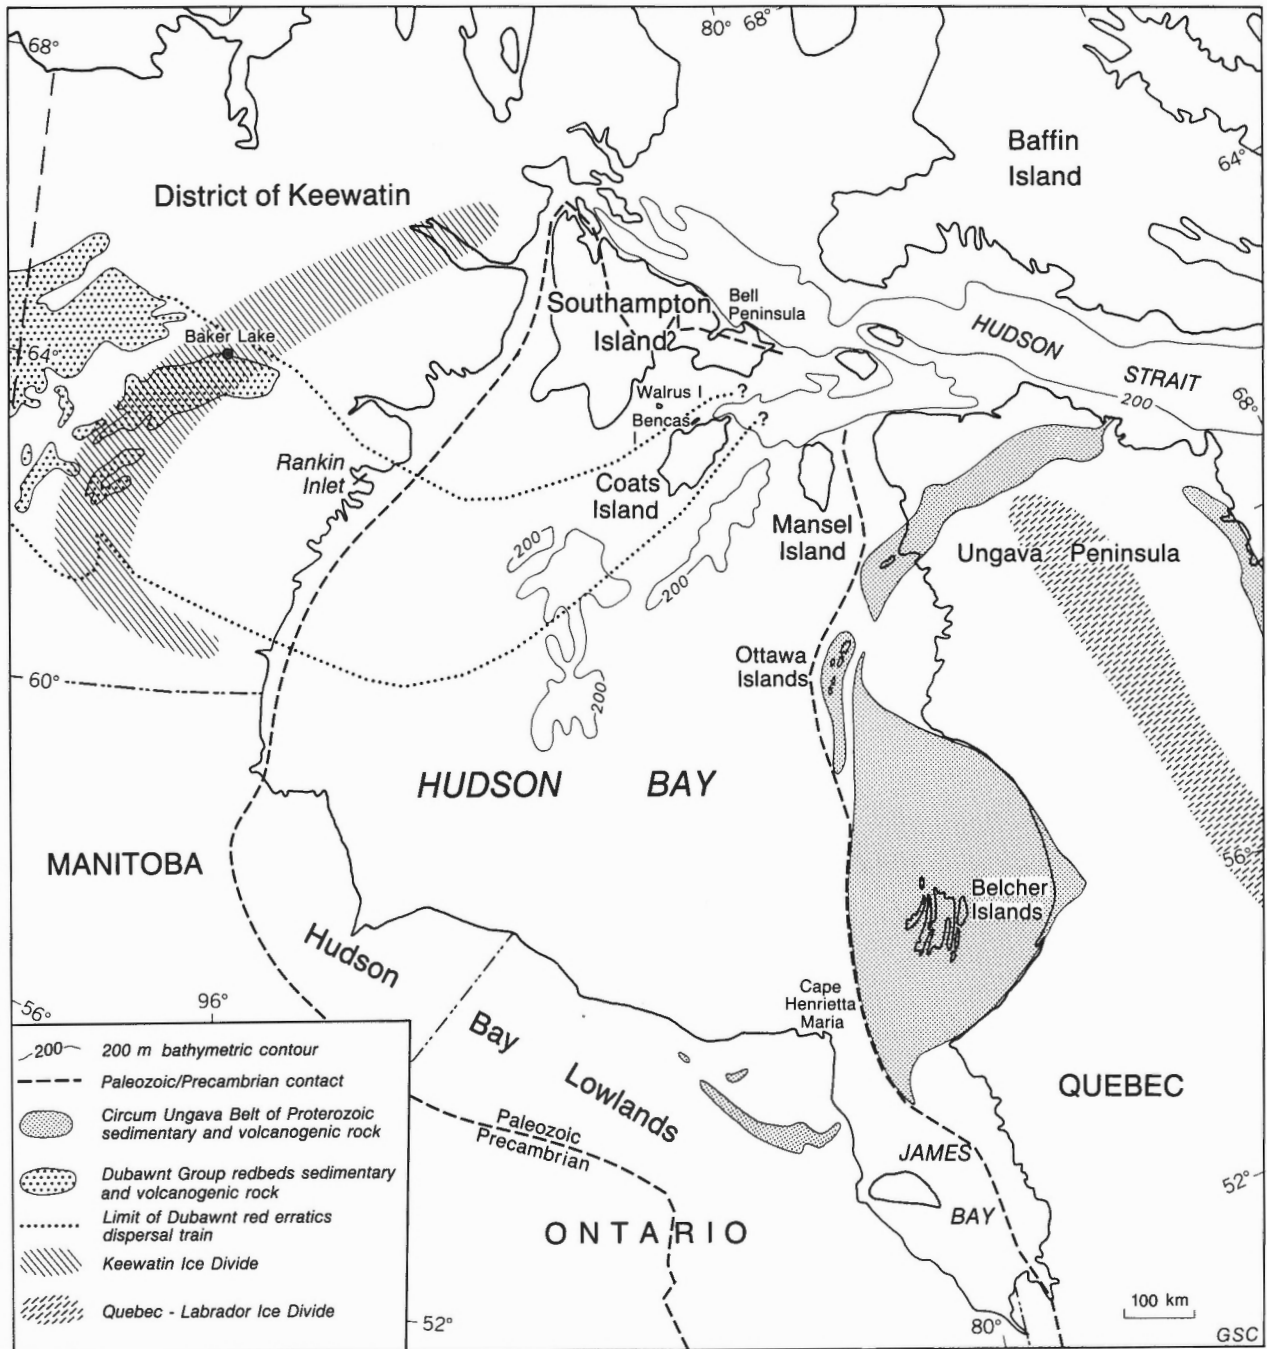 80° 68°
68°
Baffin
Island
64°
District of Keewatin
Southampton
Island?
Bell
Peninsula
HUDSON
STRAIT
200
68°
Baker Lake
64°
Walrus I
Bencas
I
Coats
Island
Rankin
Inlet
Mansel
Island
Ungava Peninsula
?
?
200
200
200
Ottawa
Islands
60°
HUDSON BAY
MANITOBA
56°
Belcher
Islands
Hudson
Bay
Lowlands
Cape
Henrietta
Maria
QUEBEC
56°
96°
Paleozoic
Precambrian
JAMES
BAY
52°
ONTARIO
52°
80°
100 km
GSC
200 200 m bathymetric contour
Paleozoic/Precambrian contact
Circum Ungava Belt of Proterozoic
sedimentary and volcanogenic rock
Dubawnt Group redbeds sedimentary
and volcanogenic rock
Limit of Dubawnt red erratics
dispersal train
Keewatin Ice Divide
Quebec - Labrador Ice Divide